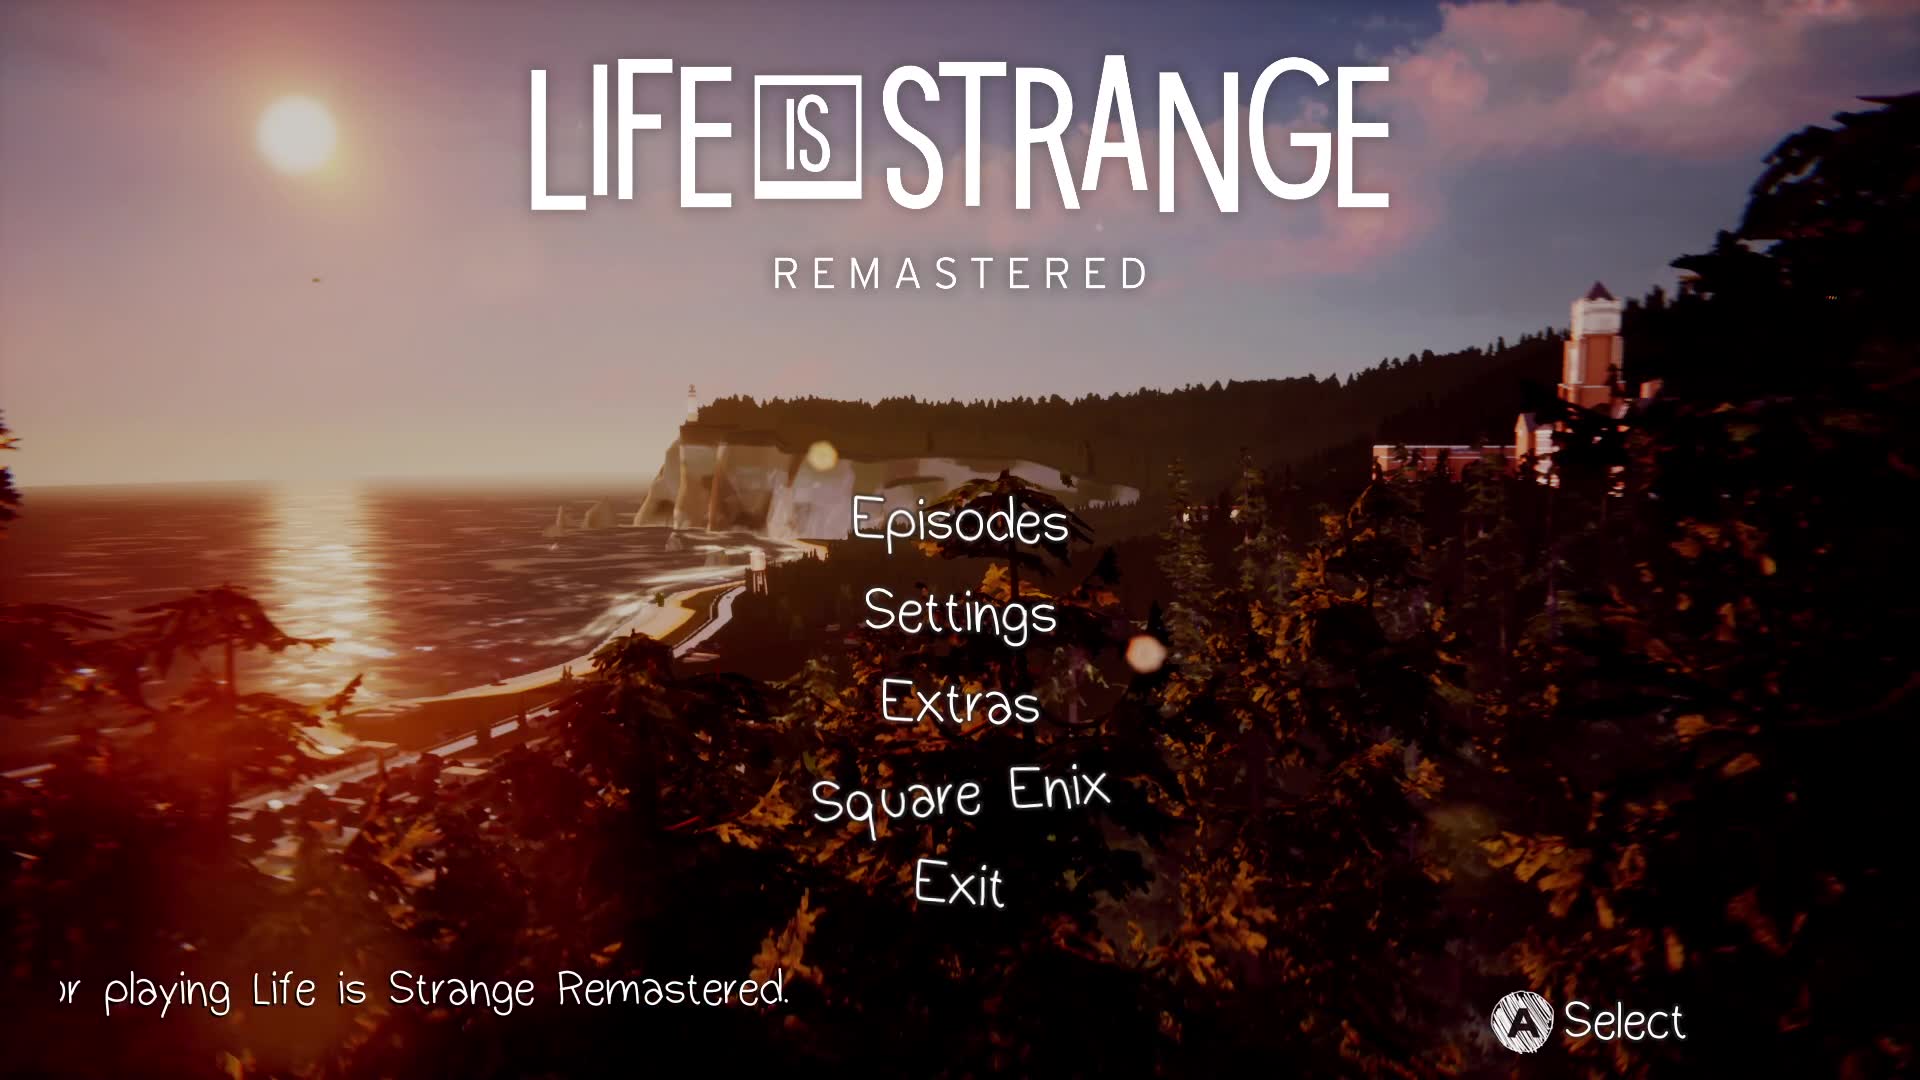 LIFE IS STRANGE
REMASTERED
Episodes
Settings
Extras
Square Enix
Exit
r playing Life is Strange Remastered.
A Select